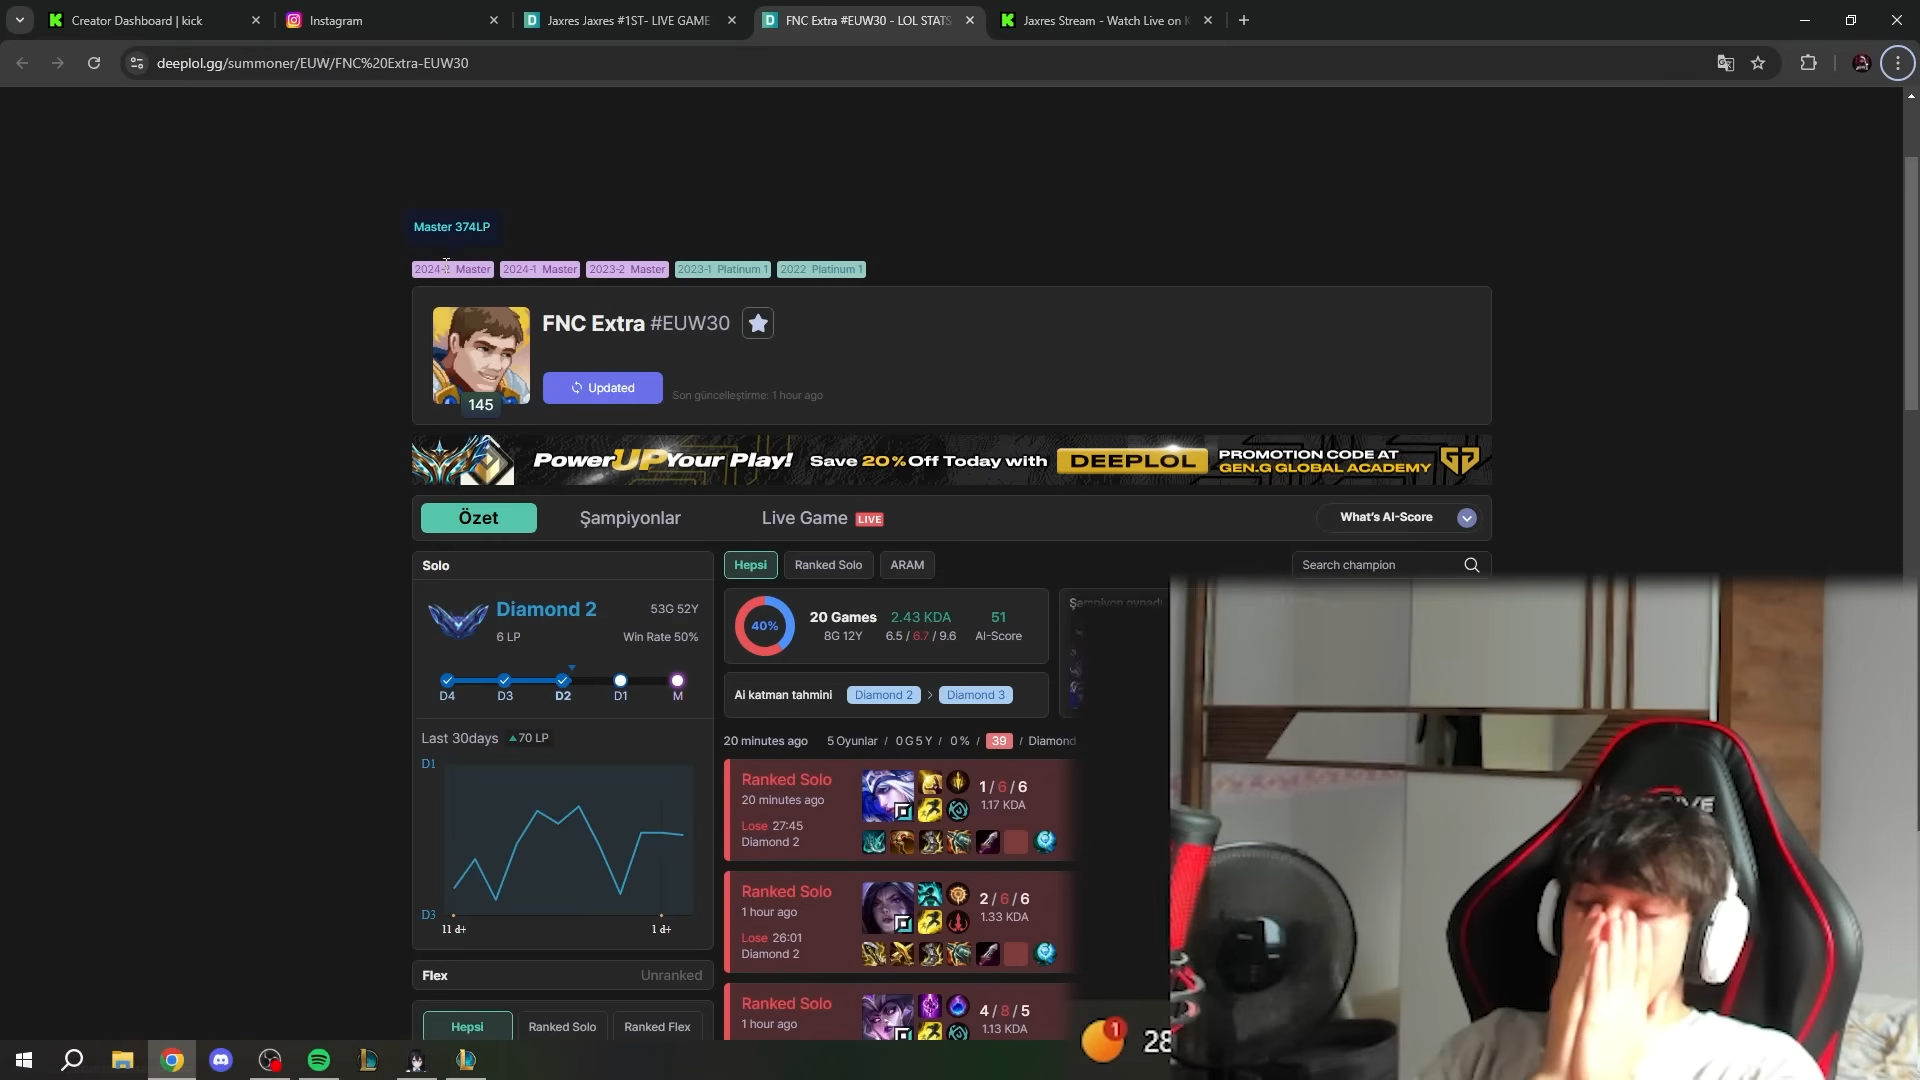 Creator Dashboard | kick
Instagram
Jaxres Jaxres #1ST- LIVE GAME
FNC Extra #EUW30 - LOL STATS
Jaxres Stream - Watch Live on K
deeplol.gg/summoner/EUW/FNC%20Extra-EUW30
Master 374LP
2024-2 Master
2024-1 Master
2023-2 Master
2023-1 Platinum 1
2022 Platinum 1
145
FNC Extra #EUW30
Updated
Son güncelleştirme: 1 hour ago
Power UP Your Play! Save 20% Off Today with DEEPLOL PROMOTION CODE AT
GEN.G GLOBAL ACADEMY
Özet
Şampiyonlar
Live Game LIVE
What's AI-Score
Solo
Diamond 2
53G 52Y
6 LP
Win Rate 50%
D4 D3 D2 D1 M
Last 30days ▲70 LP
D1
D3
11 d+
1 d+
Flex
Unranked
Hepsi
Ranked Solo
Ranked Flex
Hepsi
Ranked Solo
ARAM
Search champion
40%
20 Games
8G 12Y
2.43 KDA
6.5 / 6.7 / 9.6
51
AI-Score
Ai katman tahmini
Diamond 2 > Diamond 3
20 minutes ago 5 Oyunlar / 0G5Y / 0% / 39 / Diamond
Ranked Solo
20 minutes ago
Lose 27:45
Diamond 2
1 / 6 / 6
1.17 KDA
Ranked Solo
1 hour ago
Lose 26:01
Diamond 2
2 / 6 / 6
1.33 KDA
Ranked Solo
1 hour ago
4 / 8 / 5
1.13 KDA
1
28